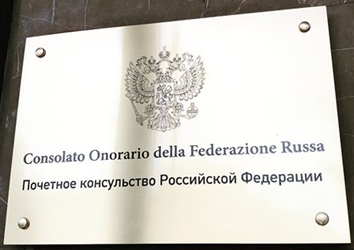 Consolato Onorario della Federazione Russa
Почетное консульство Российской Федерации